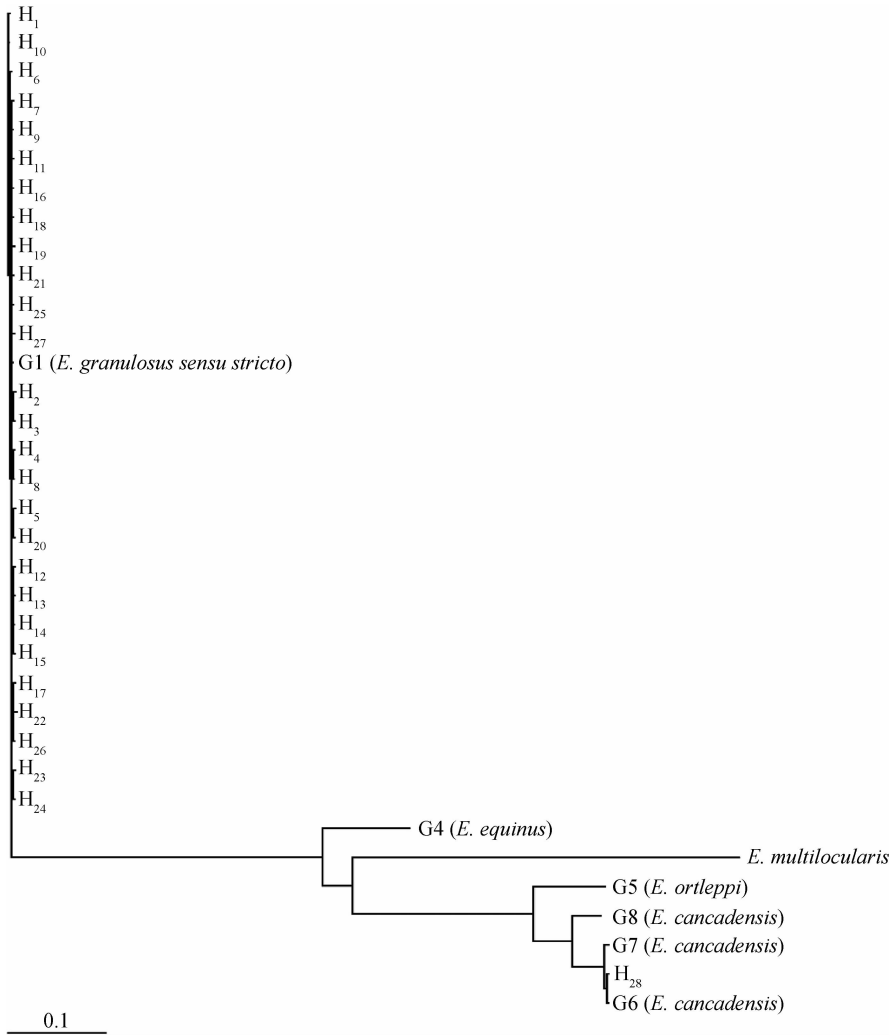 H1
H10
H6
H7
H9
H11
H16
H18
H19
H21
H25
H27
G1 (E. granulosus sensu stricto)
H2
H3
H4
H8
H5
H20
H12
H13
H14
H15
H17
H22
H26
H23
H24
G4 (E. equinus)
E. multilocularis
G5 (E. ortleppi)
G8 (E. cancadensis)
G7 (E. cancadensis)
H28
G6 (E. cancadensis)
0.1